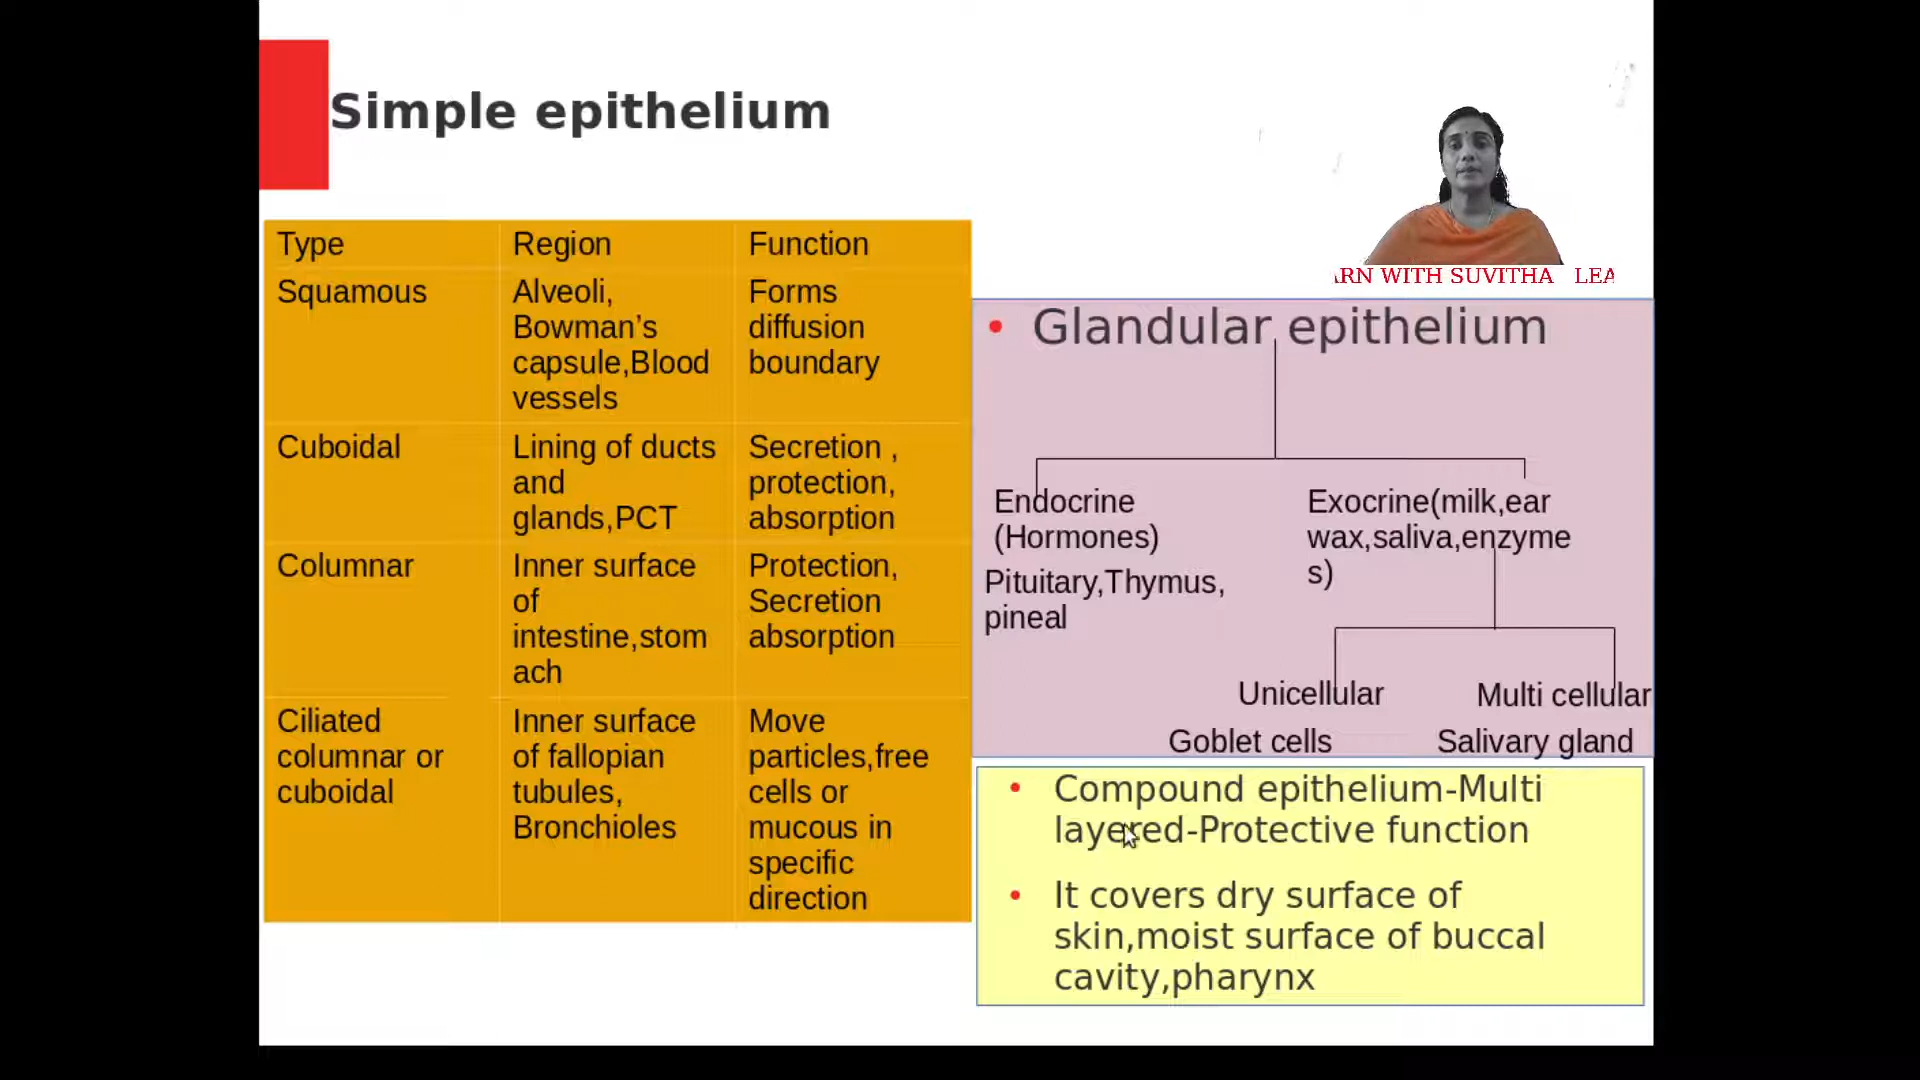 Simple epithelium
ARN WITH SUVITHA LEA
Type Region Function
Squamous
Alveoli,
Bowman's
capsule,Blood
vessels
Forms
diffusion
boundary
Cuboidal
Lining of ducts
and
glands,PCT
Secretion ,
protection,
absorption
Columnar
Inner surface
of
intestine,stom
ach
Protection,
Secretion
absorption
Ciliated
columnar or
cuboidal
Inner surface
of fallopian
tubules,
Bronchioles
Move
particles,free
cells or
mucous in
specific
direction
• Glandular epithelium
Endocrine
(Hormones)
Pituitary,Thymus,
pineal
Exocrine(milk,ear
wax,saliva,enzyme
s)
Unicellular
Goblet cells
Multi cellular
Salivary gland
• Compound epithelium-Multi
layered-Protective function
• It covers dry surface of
skin,moist surface of buccal
cavity,pharynx